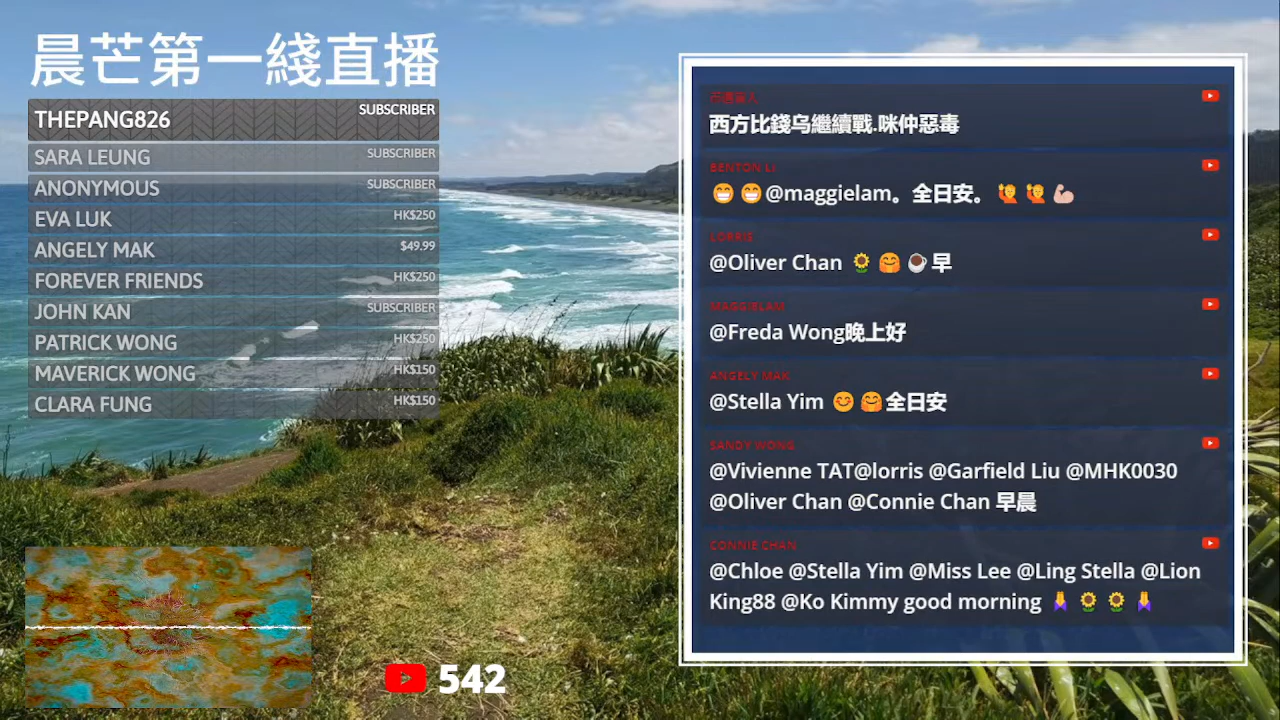 晨芒第一綫直播
THEPANG826 SUBSCRIBER
SARA LEUNG SUBSCRIBER
ANONYMOUS SUBSCRIBER
EVA LUK HK$250
ANGELY MAK $49.99
FOREVER FRIENDS HK$250
JOHN KAN SUBSCRIBER
PATRICK WONG HK$250
MAVERICK WONG HK$150
CLARA FUNG HK$150
542
西方比錢乌繼續戰.咪仲惡毒
BENTON LI
😁😁@maggielam。全日安。🙋🙋💪🏼
LORRIS
@Oliver Chan 🌻🤗☕早
MAGGIELAM
@Freda Wong晚上好
ANGELY MAK
@Stella Yim 😊🤗全日安
SANDY WONG
@Vivienne TAT@lorris @Garfield Liu @MHK0030
@Oliver Chan @Connie Chan 早晨
CONNIE CHAN
@Chloe @Stella Yim @Miss Lee @Ling Stella @Lion
King88 @Ko Kimmy good morning 🙏🌻🌻🙏